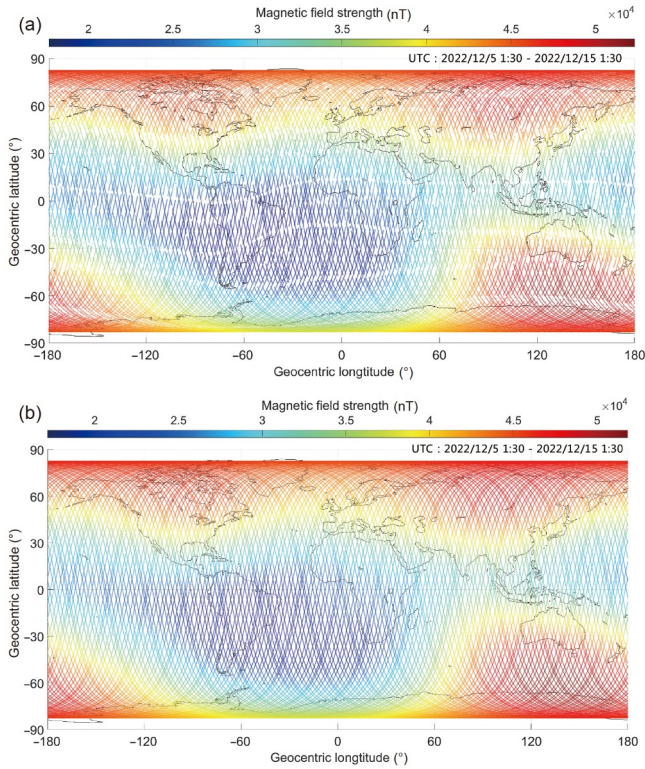 (a)
Magnetic field strength (nT)
×10⁴
2 2.5 3 3.5 4 4.5 5
UTC : 2022/12/5 1:30 - 2022/12/15 1:30
90
60
30
0
−30
−60
−90
Geocentric latitude (°)
−180 −120 −60 0 60 120 180
Geocentric longtitude (°)
(b)
Magnetic field strength (nT)
×10⁴
2 2.5 3 3.5 4 4.5 5
UTC : 2022/12/5 1:30 - 2022/12/15 1:30
90
60
30
0
−30
−60
−90
Geocentric latitude (°)
−180 −120 −60 0 60 120 180
Geocentric longtitude (°)